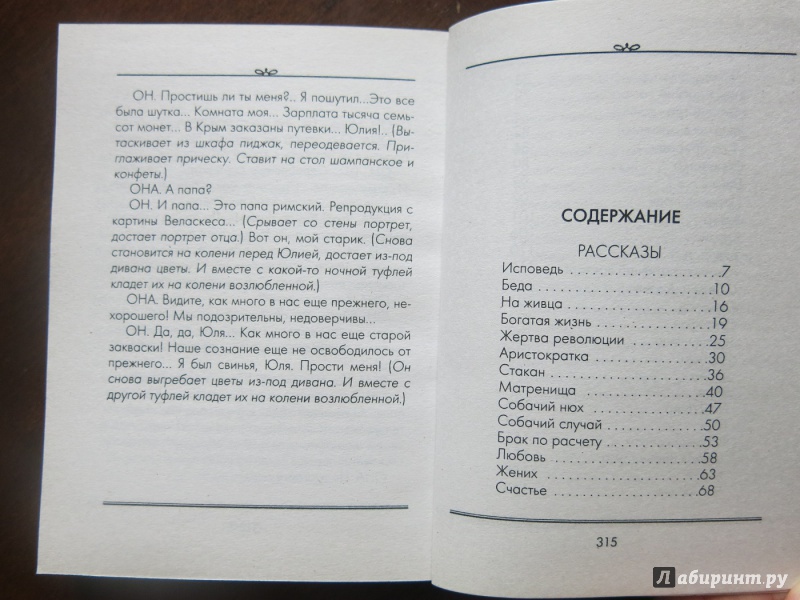 ОН. Простишь ли ты меня?.. Я пошутил...Это все
была шутка... Комната моя... Зарплата тысяча семь-
сот монет... В Крым заказаны путевки... Юлия!.. (Вы-
таскивает из шкафа пиджак, переодевается. При-
глаживает прическу. Ставит на стол шампанское и
конфеты.)
ОНА. А папа?
ОН. И папа... Это папа римский. Репродукция с
картины Веласкеса... (Срывает со стены портрет,
достает портрет отца.) Вот он, мой старик. (Снова
становится на колени перед Юлией, достает из-под
дивана цветы. И вместе с какой-то ночной туфлей
кладет их на колени возлюбленной.)
ОНА. Видите, как много в нас еще прежнего, не-
хорошего! Мы подозрительны, недоверчивы...
ОН. Да, да, Юля... Как много в нас еще старой
закваски! Наше сознание еще не освободилось от
прежнего... Я был свинья, Юля. Прости меня! (Он
снова выгребает цветы из-под дивана. И вместе с
другой туфлей кладет их на колени возлюбленной.)
СОДЕРЖАНИЕ
РАССКАЗЫ
Исповедь ..................7
Беда ......................10
На живца ..................16
Богатая жизнь .............19
Жертва революции ..........25
Аристократка ..............30
Стакан ....................36
Матренища .................40
Собачий нюх ...............47
Собачий случай ............50
Брак по расчету ...........53
Любовь ....................58
Жених .....................63
Счастье ...................68
315
Лабиринт.ру